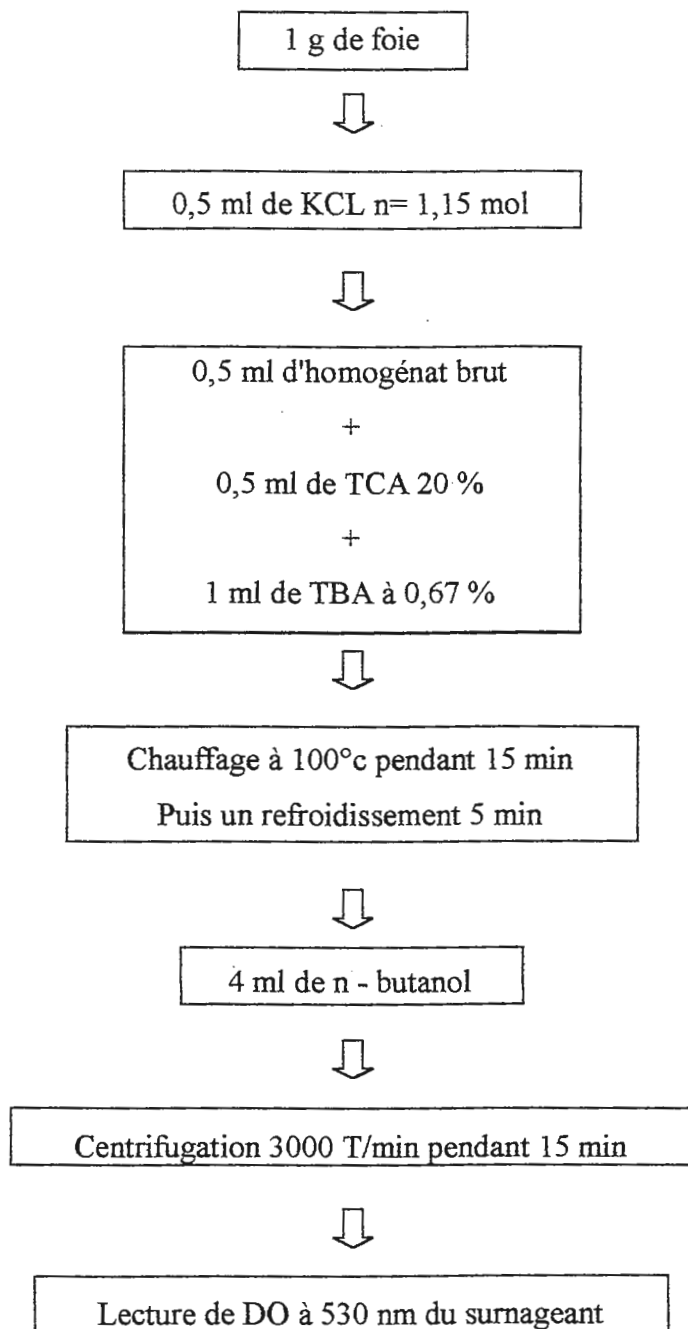 1 g de foie
0,5 ml de KCL n= 1,15 mol
0,5 ml d'homogénat brut
+
0,5 ml de TCA 20 %
+
1 ml de TBA à 0,67 %
Chauffage à 100°c pendant 15 min
Puis un refroidissement 5 min
4 ml de n - butanol
Centrifugation 3000 T/min pendant 15 min
Lecture de DO à 530 nm du surnageant